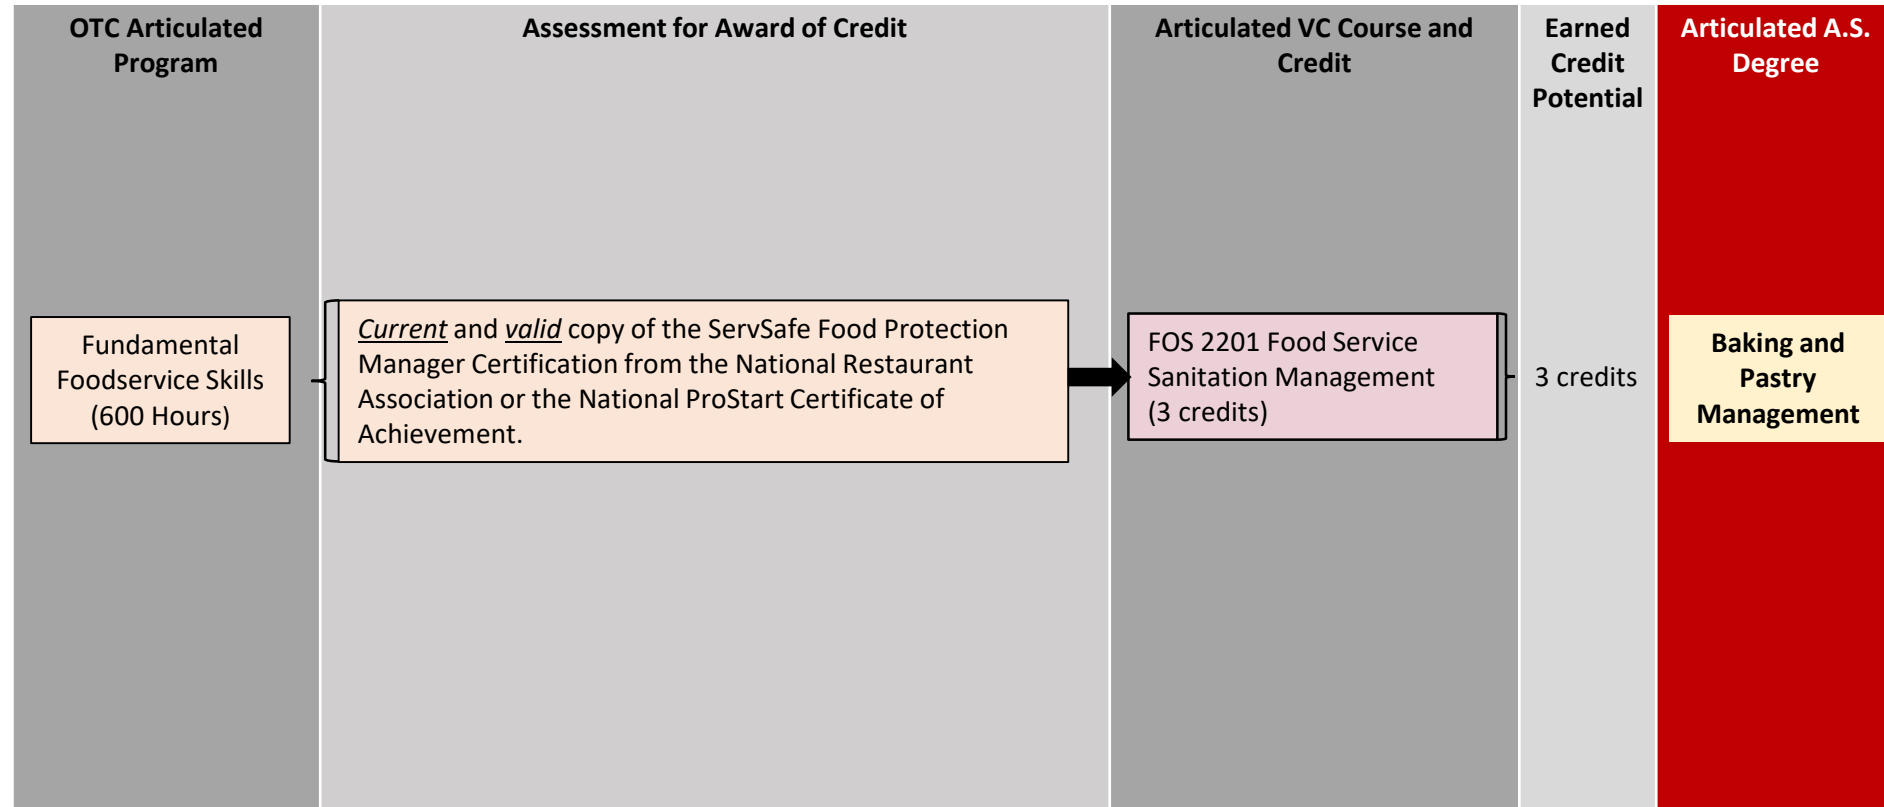 OTC Articulated
Program
Assessment for Award of Credit
Articulated VC Course and
Credit
Earned
Credit
Potential
Articulated A.S.
Degree
Fundamental
Foodservice Skills
(600 Hours)
Current and valid copy of the ServSafe Food Protection
Manager Certification from the National Restaurant
Association or the National ProStart Certificate of
Achievement.
FOS 2201 Food Service
Sanitation Management
(3 credits)
3 credits
Baking and
Pastry
Management